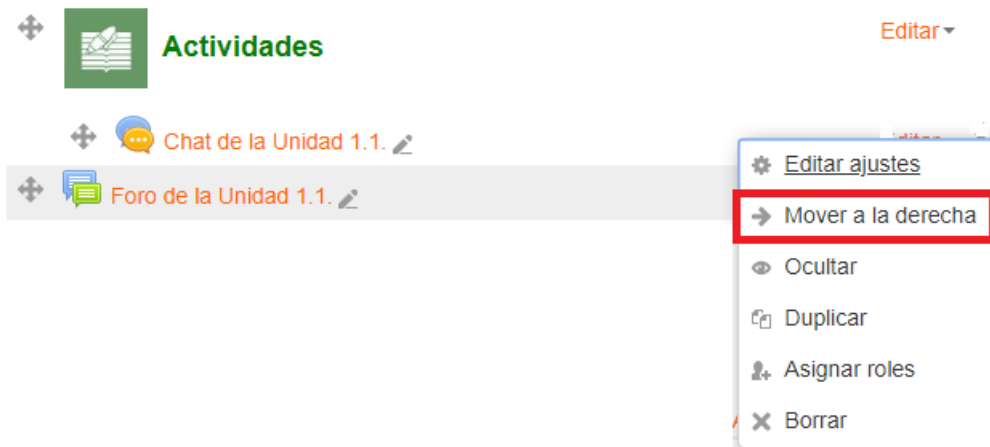 Actividades
Editar
Chat de la Unidad 1.1.
Editar ajustes
Foro de la Unidad 1.1.
Mover a la derecha
Ocultar
Duplicar
Asignar roles
Borrar